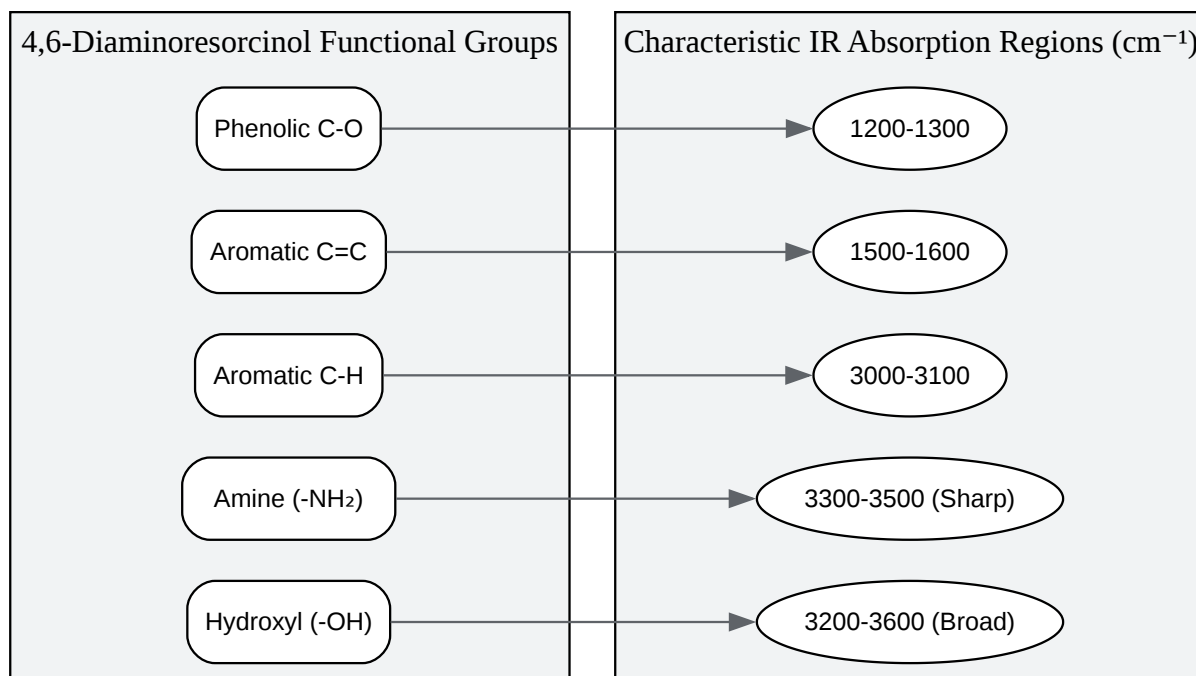 4,6-Diaminoresorcinol Functional Groups
Characteristic IR Absorption Regions (cm⁻¹)
Phenolic C-O
1200-1300
Aromatic C=C
1500-1600
Aromatic C-H
3000-3100
Amine (-NH₂)
3300-3500 (Sharp)
Hydroxyl (-OH)
3200-3600 (Broad)